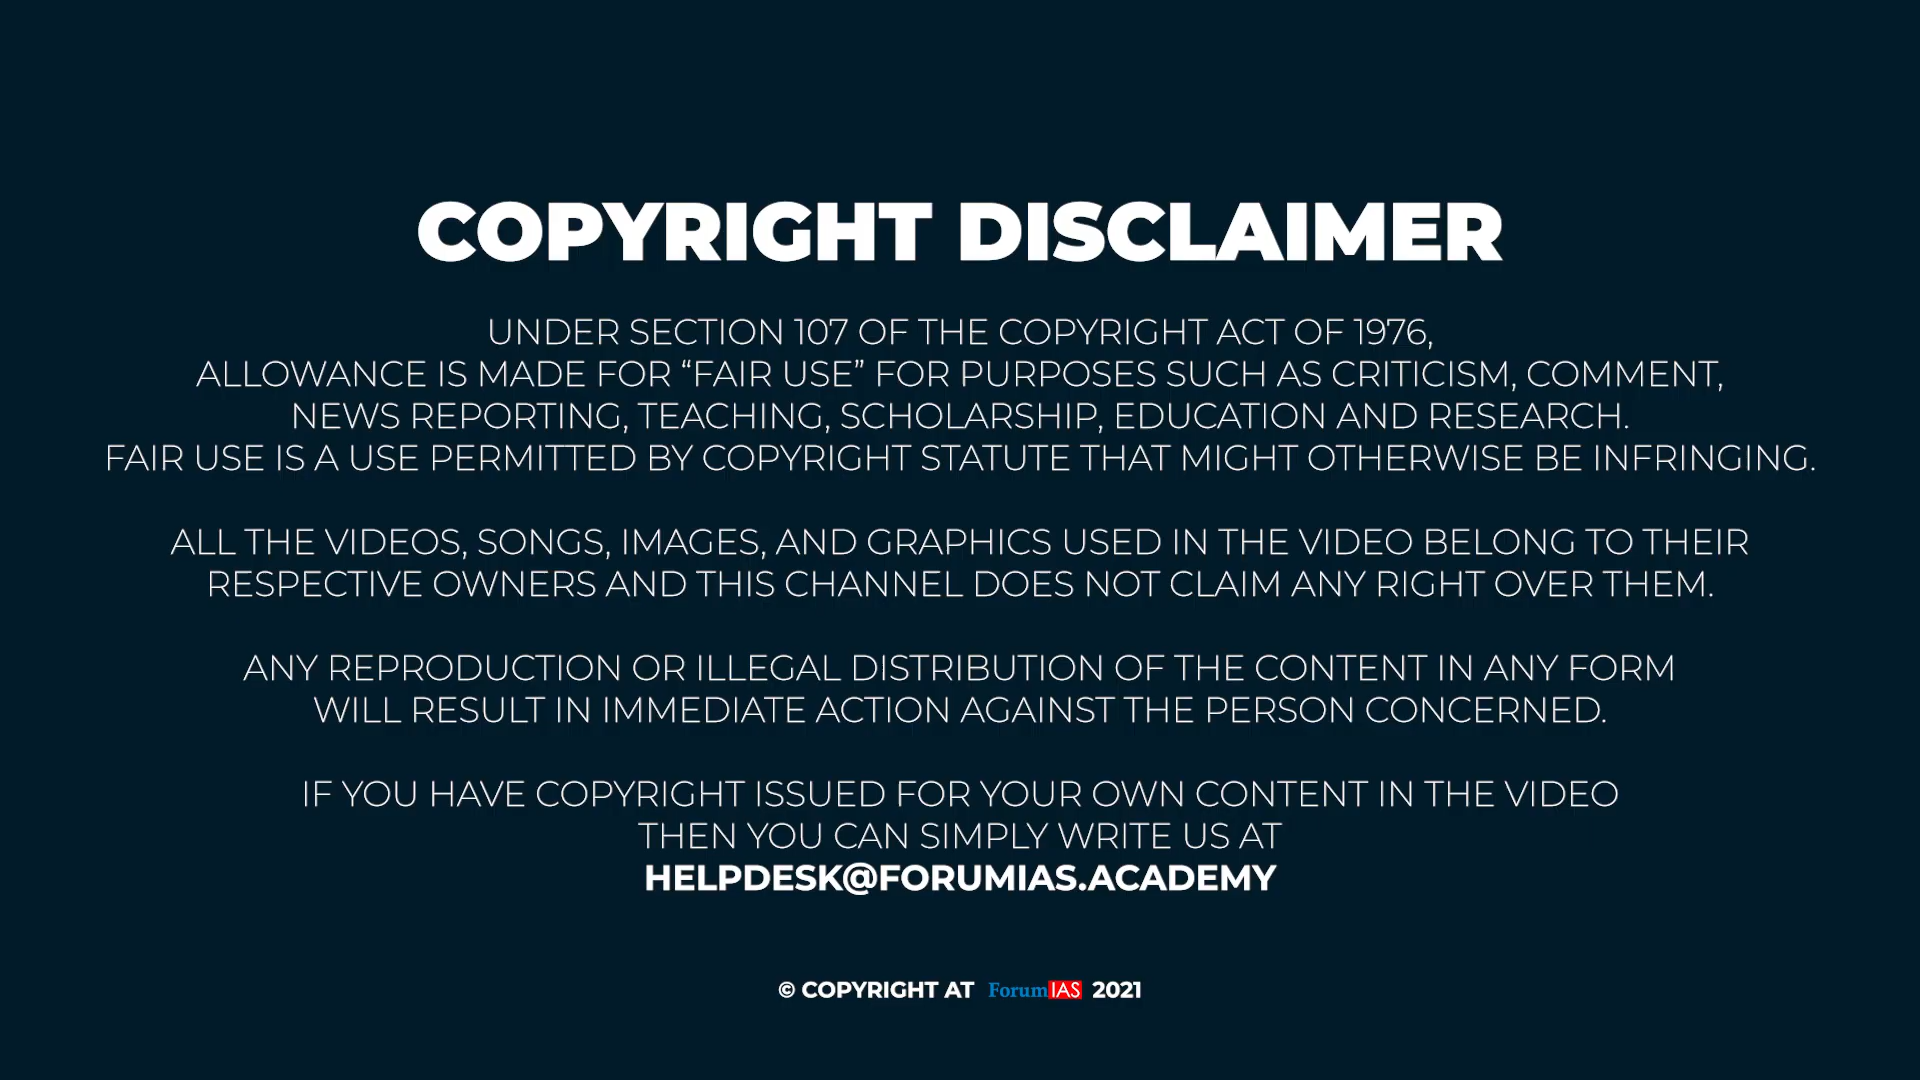 COPYRIGHT DISCLAIMER
UNDER SECTION 107 OF THE COPYRIGHT ACT OF 1976,
ALLOWANCE IS MADE FOR “FAIR USE” FOR PURPOSES SUCH AS CRITICISM, COMMENT,
NEWS REPORTING, TEACHING, SCHOLARSHIP, EDUCATION AND RESEARCH.
FAIR USE IS A USE PERMITTED BY COPYRIGHT STATUTE THAT MIGHT OTHERWISE BE INFRINGING.
ALL THE VIDEOS, SONGS, IMAGES, AND GRAPHICS USED IN THE VIDEO BELONG TO THEIR
RESPECTIVE OWNERS AND THIS CHANNEL DOES NOT CLAIM ANY RIGHT OVER THEM.
ANY REPRODUCTION OR ILLEGAL DISTRIBUTION OF THE CONTENT IN ANY FORM
WILL RESULT IN IMMEDIATE ACTION AGAINST THE PERSON CONCERNED.
IF YOU HAVE COPYRIGHT ISSUED FOR YOUR OWN CONTENT IN THE VIDEO
THEN YOU CAN SIMPLY WRITE US AT
HELPDESK@FORUMIAS.ACADEMY
© COPYRIGHT AT ForumIAS 2021